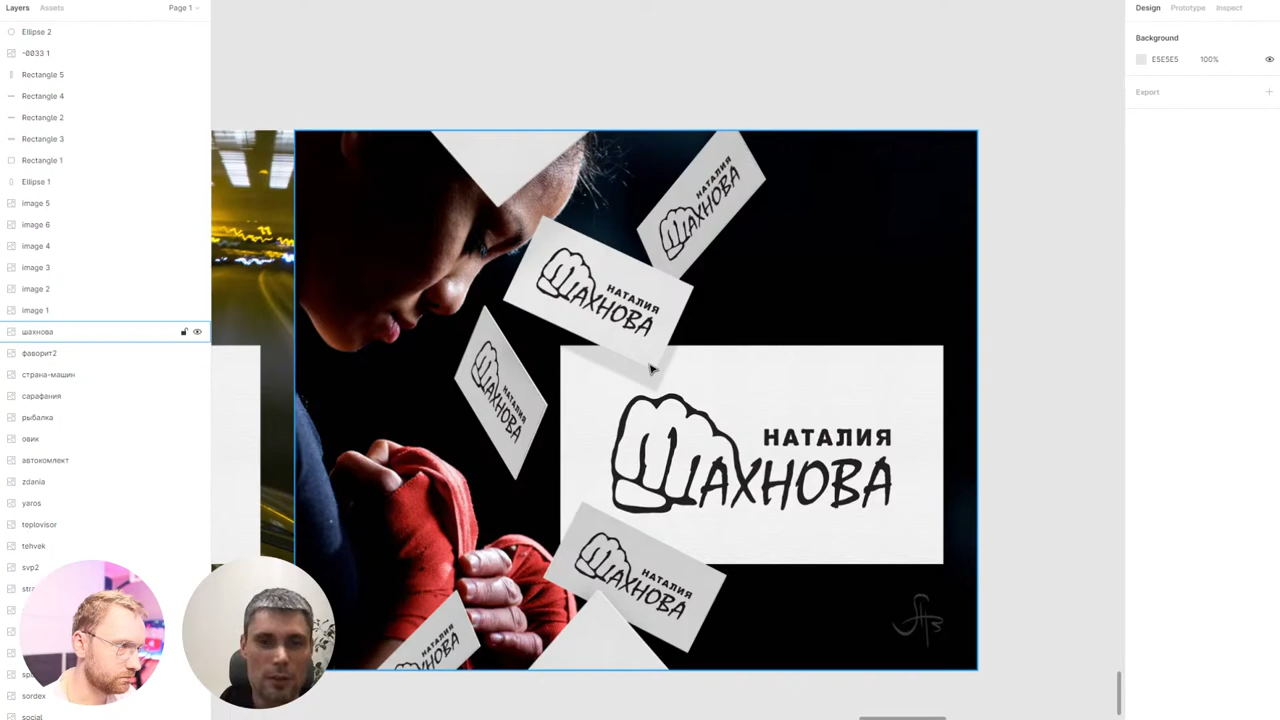 Layers
Assets
Page 1
Ellipse 2
-0033 1
Rectangle 5
Rectangle 4
Rectangle 2
Rectangle 3
Rectangle 1
Ellipse 1
image 5
image 6
image 4
image 3
image 2
image 1
шахнова
фаворит2
страна-машин
сарафания
рыбалка
овик
автокомлект
zdania
yaros
teplovisor
tehvek
svp2
sordex
social
НАТАЛИЯ
ШАХНОВА
НАТАЛИЯ
ШАХНОВА
НАТАЛИЯ
ШАХНОВА
НАТАЛИЯ
ШАХНОВА
НАТАЛИЯ
ШАХНОВА
НАТАЛИЯ
ШАХНОВА
Design
Prototype
Inspect
Background
E5E5E5
100%
Export